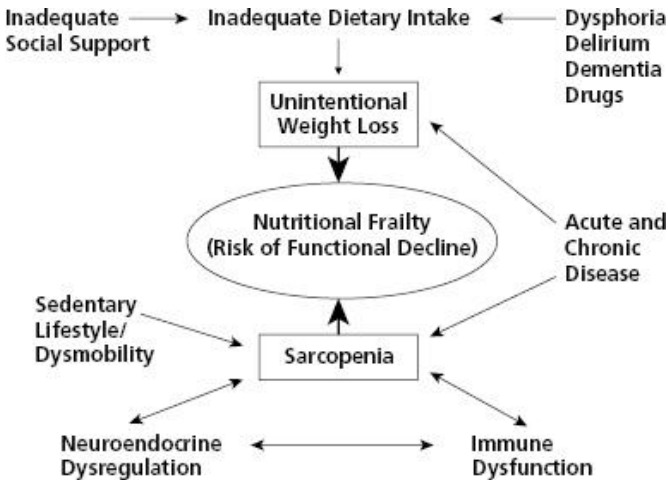 Inadequate
Social Support
Inadequate Dietary Intake
Dysphoria
Delirium
Dementia
Drugs
Unintentional
Weight Loss
Nutritional Frailty
(Risk of Functional Decline)
Acute and
Chronic
Disease
Sedentary
Lifestyle/
Dysmobility
Sarcopenia
Neuroendocrine
Dysregulation
Immune
Dysfunction